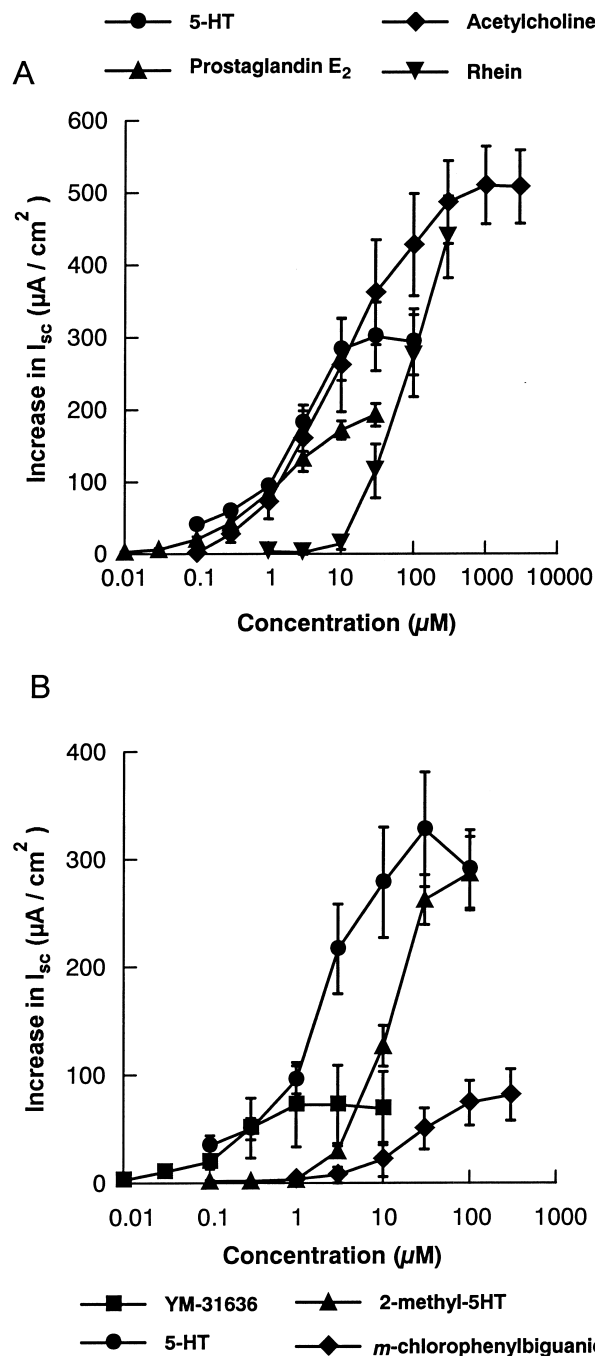 5-HT Acetylcholine
Prostaglandin E2 Rhein
A
600
500
400
300
200
100
0
Increase in Isc (µA / cm2)
0.01 0.1 1 10 100 1000 10000
Concentration (µM)
B
400
300
200
100
0
Increase in Isc (µA / cm2)
0.01 0.1 1 10 100 1000
Concentration (µM)
YM-31636 2-methyl-5HT
5-HT m-chlorophenylbiguani